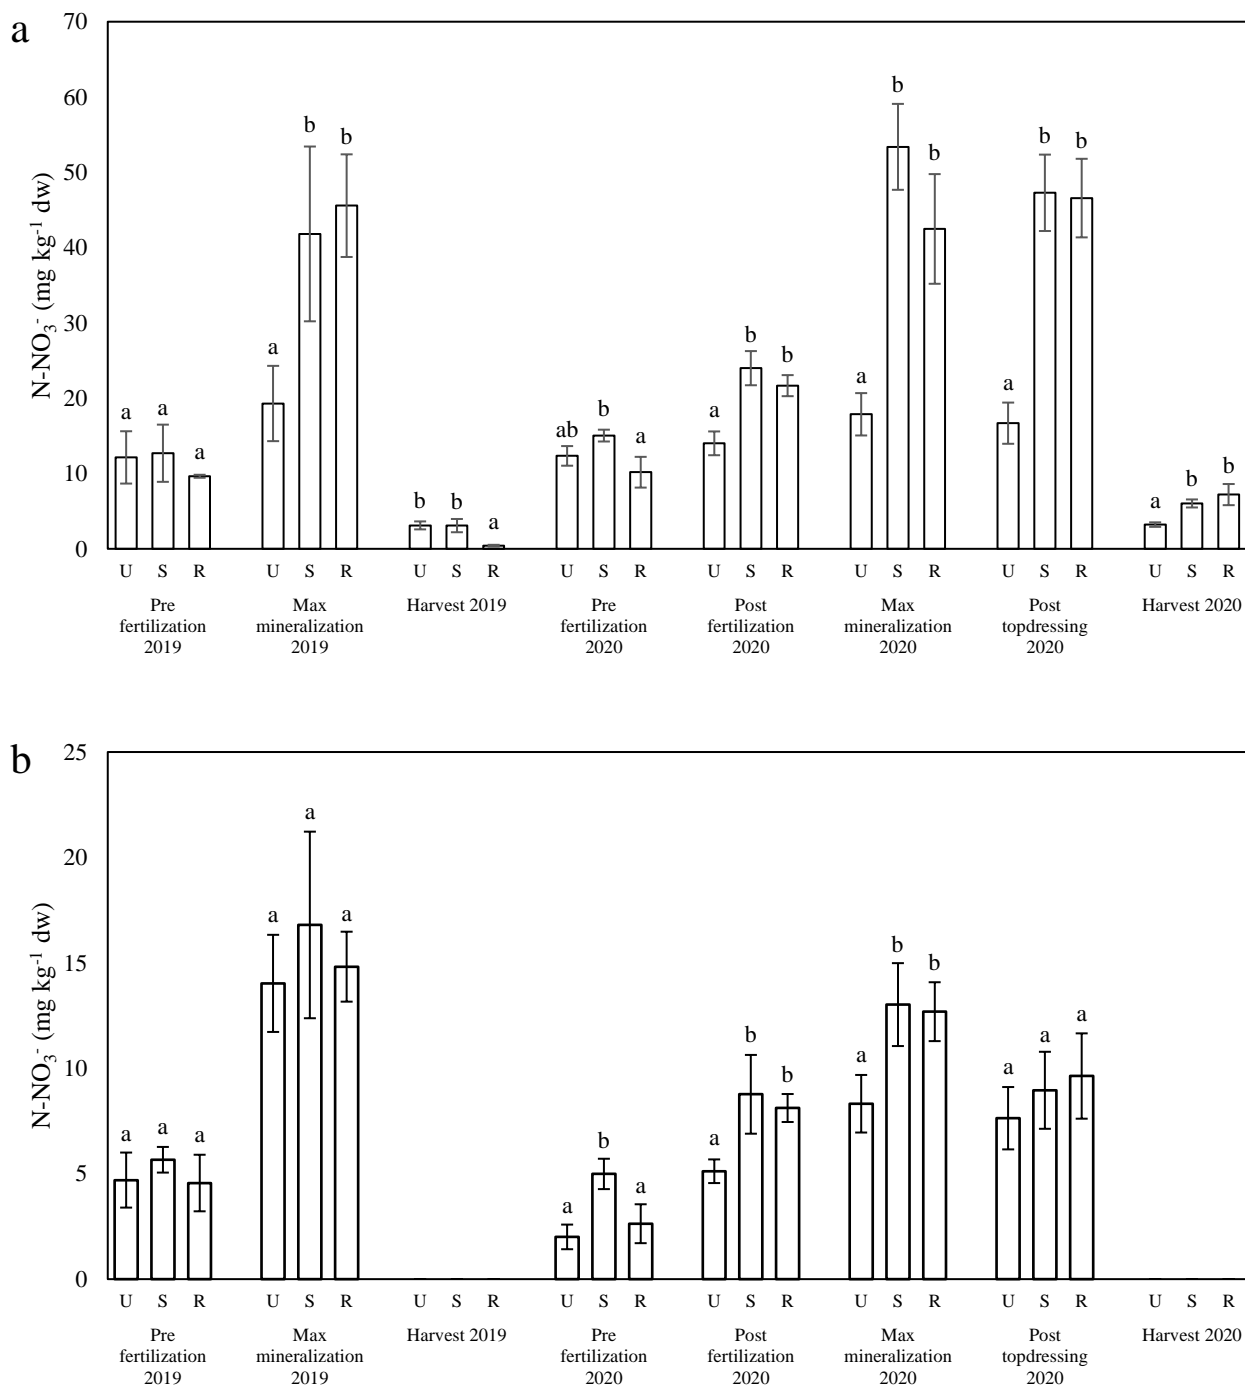 a
70
60
50
40
30
20
10
0
N-NO₃⁻ (mg kg⁻¹ dw)
a a a
a b b
b b a
ab b a
a b b
a b b
a b b
a b b
U S R U S R U S R U S R U S R U S R U S R U S R
Pre fertilization 2019
Max mineralization 2019
Harvest 2019
Pre fertilization 2020
Post fertilization 2020
Max mineralization 2020
Post topdressing 2020
Harvest 2020
b
25
20
15
10
5
0
N-NO₃⁻ (mg kg⁻¹ dw)
a a a
a a a
a b a
a b b
a b b
a a a
U S R U S R U S R U S R U S R U S R U S R U S R
Pre fertilization 2019
Max mineralization 2019
Harvest 2019
Pre fertilization 2020
Post fertilization 2020
Max mineralization 2020
Post topdressing 2020
Harvest 2020